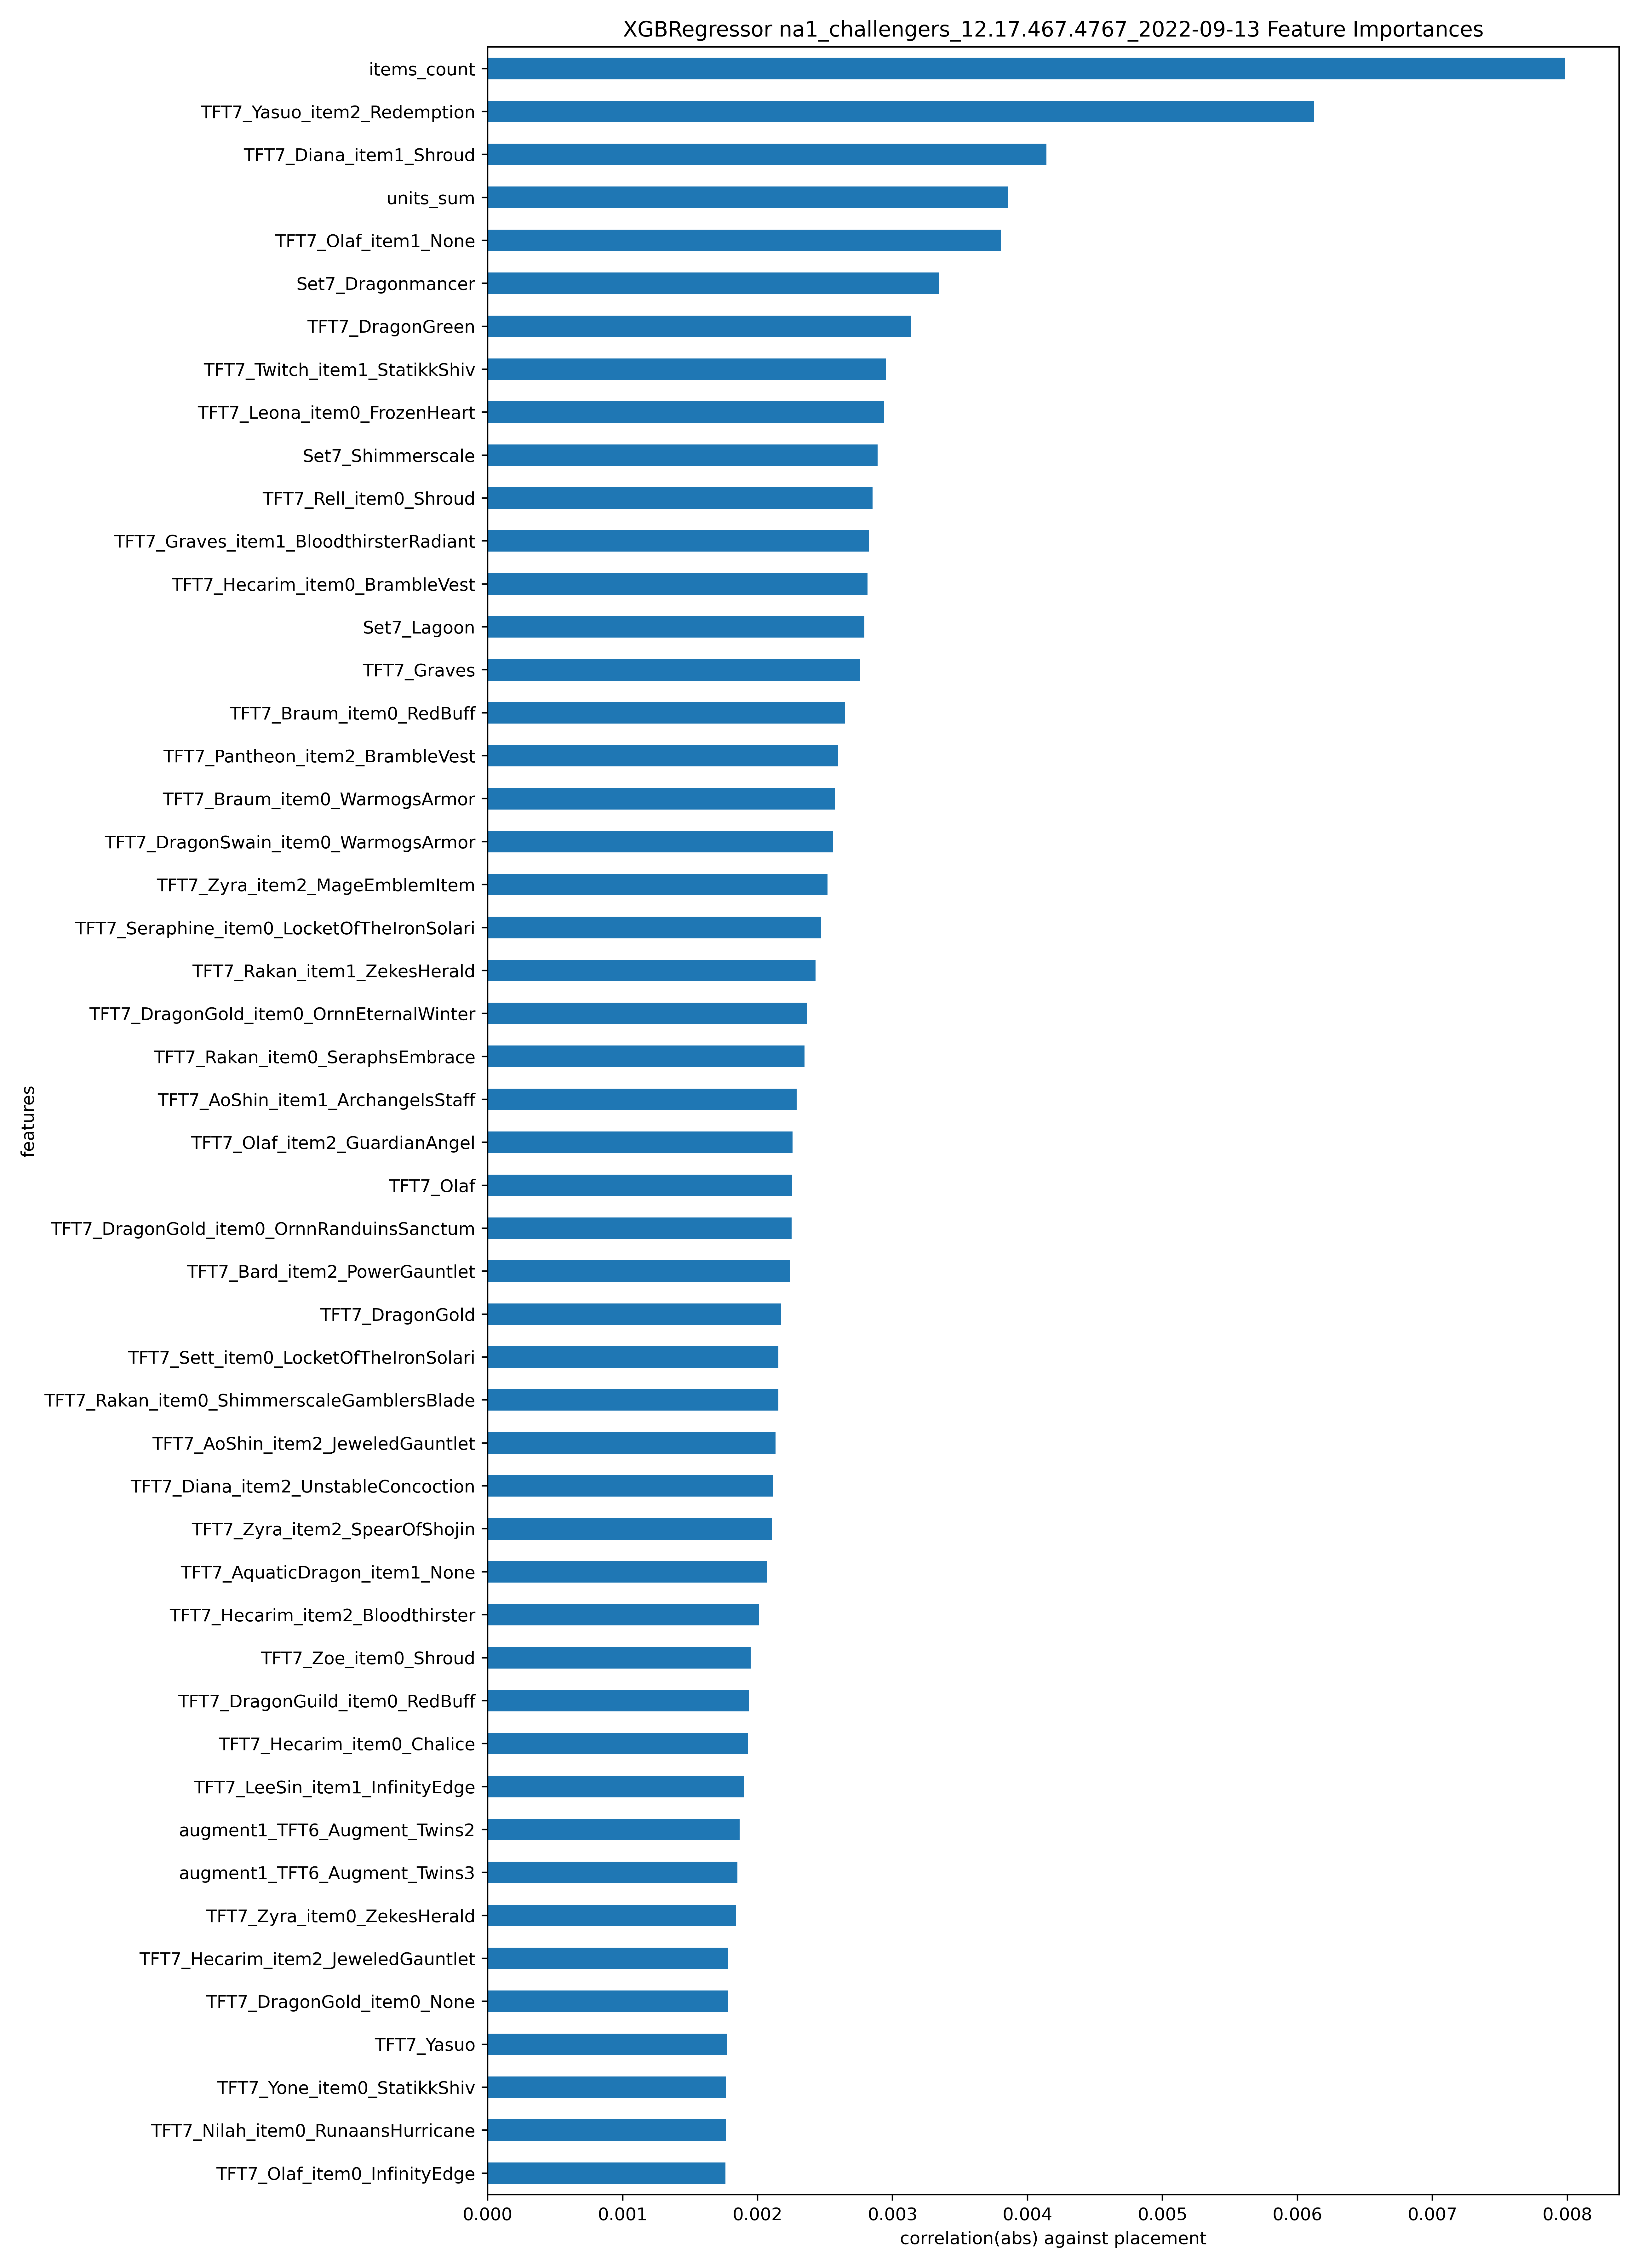 XGBRegressor na1_challengers_12.17.467.4767_2022-09-13 Feature Importances
items_count
TFT7_Yasuo_item2_Redemption
TFT7_Diana_item1_Shroud
units_sum
TFT7_Olaf_item1_None
Set7_Dragonmancer
TFT7_DragonGreen
TFT7_Twitch_item1_StatikkShiv
TFT7_Leona_item0_FrozenHeart
Set7_Shimmerscale
TFT7_Rell_item0_Shroud
TFT7_Graves_item1_BloodthirsterRadiant
TFT7_Hecarim_item0_BrambleVest
Set7_Lagoon
TFT7_Graves
TFT7_Braum_item0_RedBuff
TFT7_Pantheon_item2_BrambleVest
TFT7_Braum_item0_WarmogsArmor
TFT7_DragonSwain_item0_WarmogsArmor
TFT7_Zyra_item2_MageEmblemItem
TFT7_Seraphine_item0_LocketOfTheIronSolari
TFT7_Rakan_item1_ZekesHerald
TFT7_DragonGold_item0_OrnnEternalWinter
TFT7_Rakan_item0_SeraphsEmbrace
TFT7_AoShin_item1_ArchangelsStaff
TFT7_Olaf_item2_GuardianAngel
TFT7_Olaf
TFT7_DragonGold_item0_OrnnRanduinsSanctum
TFT7_Bard_item2_PowerGauntlet
TFT7_DragonGold
TFT7_Sett_item0_LocketOfTheIronSolari
TFT7_Rakan_item0_ShimmerscaleGamblersBlade
TFT7_AoShin_item2_JeweledGauntlet
TFT7_Diana_item2_UnstableConcoction
TFT7_Zyra_item2_SpearOfShojin
TFT7_AquaticDragon_item1_None
TFT7_Hecarim_item2_Bloodthirster
TFT7_Zoe_item0_Shroud
TFT7_DragonGuild_item0_RedBuff
TFT7_Hecarim_item0_Chalice
TFT7_LeeSin_item1_InfinityEdge
augment1_TFT6_Augment_Twins2
augment1_TFT6_Augment_Twins3
TFT7_Zyra_item0_ZekesHerald
TFT7_Hecarim_item2_JeweledGauntlet
TFT7_DragonGold_item0_None
TFT7_Yasuo
TFT7_Yone_item0_StatikkShiv
TFT7_Nilah_item0_RunaansHurricane
TFT7_Olaf_item0_InfinityEdge
features
0.000 0.001 0.002 0.003 0.004 0.005 0.006 0.007 0.008
correlation(abs) against placement